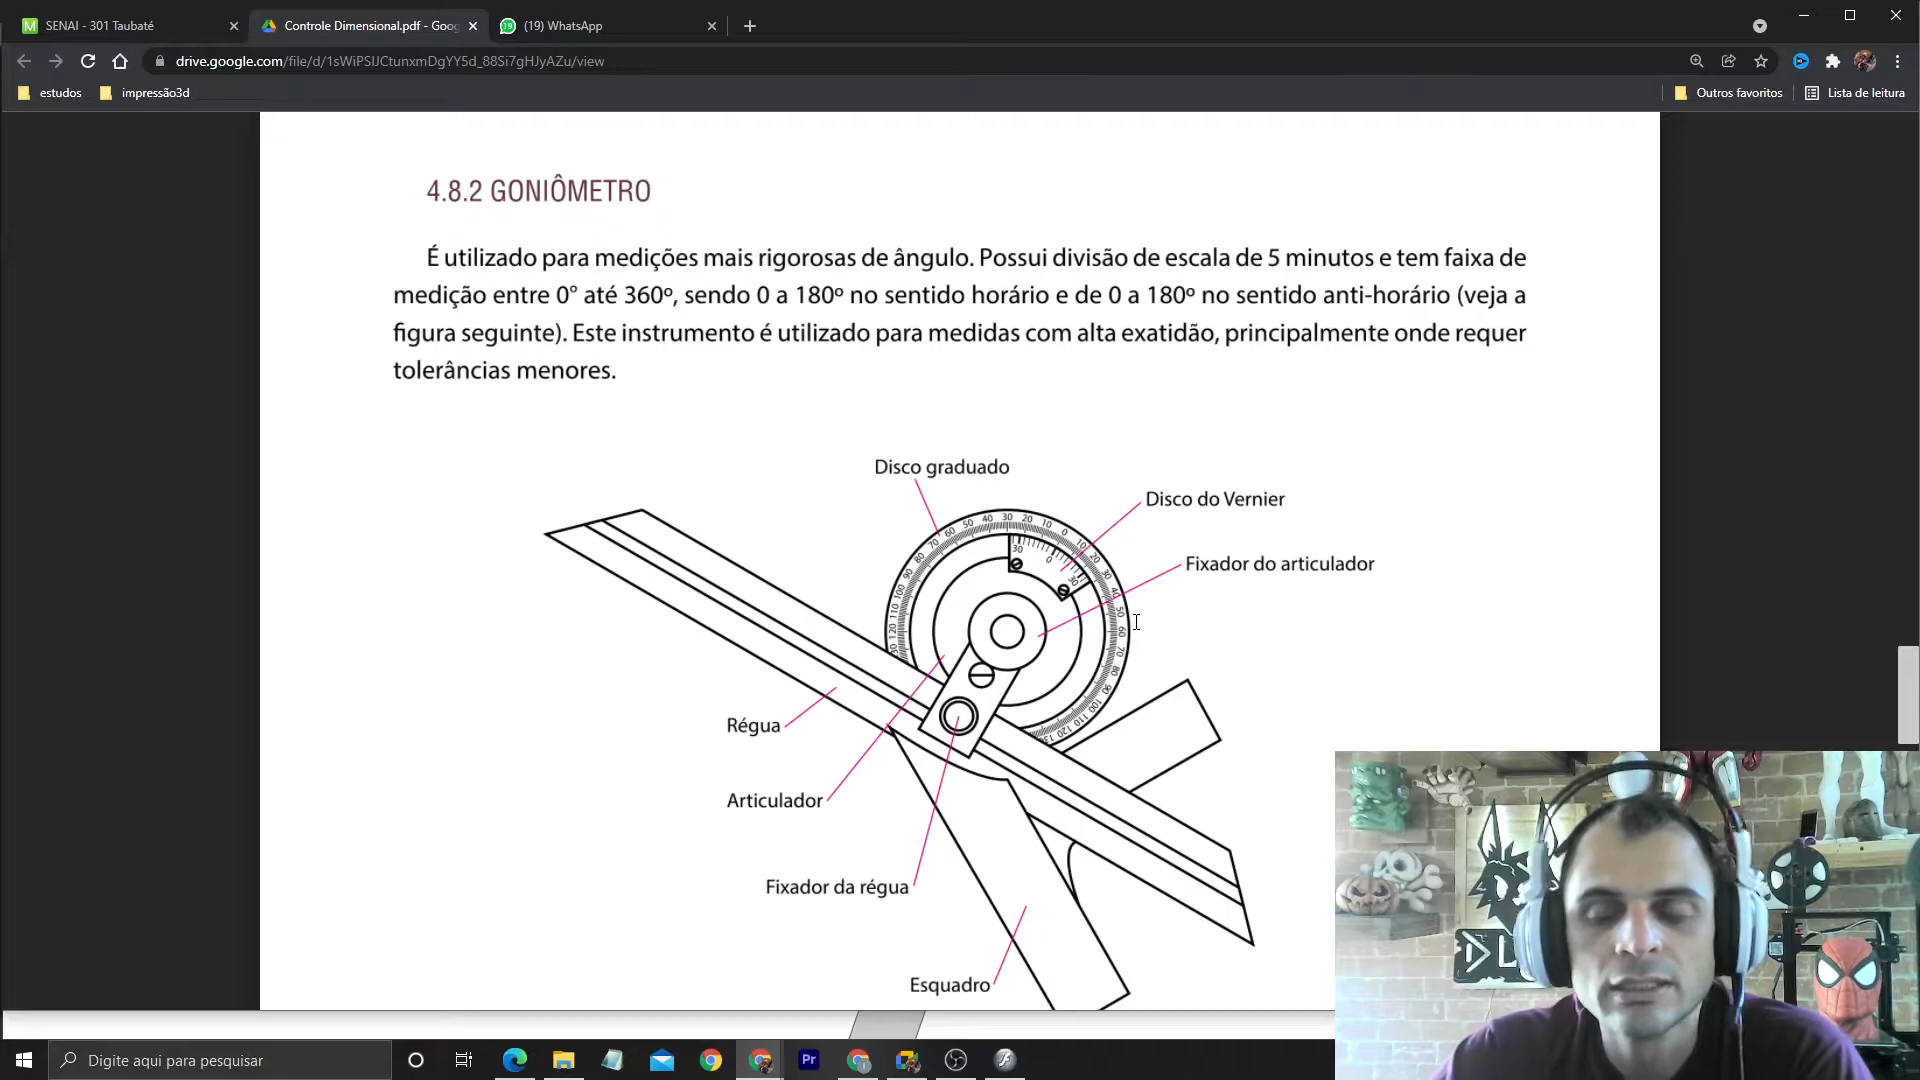 SENAI - 301 Taubaté
Controle Dimensional.pdf - Goog
(19) WhatsApp
drive.google.com/file/d/1sWiPSlJCtunxmDgYY5d_88Si7gHJyAZu/view
estudos
impressão3d
Outros favoritos
Lista de leitura
4.8.2 GONIÔMETRO
É utilizado para medições mais rigorosas de ângulo. Possui divisão de escala de 5 minutos e tem faixa de
medição entre 0° até 360º, sendo 0 a 180º no sentido horário e de 0 a 180º no sentido anti-horário (veja a
figura seguinte). Este instrumento é utilizado para medidas com alta exatidão, principalmente onde requer
tolerâncias menores.
Disco graduado
Disco do Vernier
Fixador do articulador
Régua
Articulador
Fixador da régua
Esquadro
Digite aqui para pesquisar
Pr